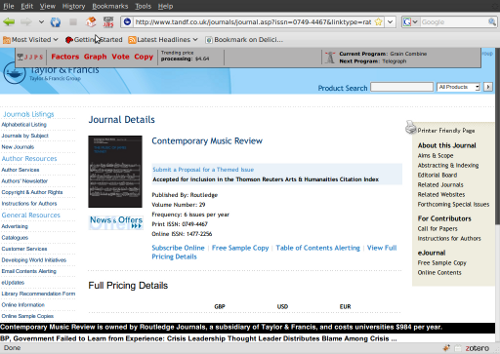 File Edit View History Bookmarks Tools Help
http://www.tandf.co.uk/journals/journal.asp?issn=0749-4467&linktype=rat
Google
Most Visited Getting Started Latest Headlines Bookmark on Delici...
JJPS Factors Graph Vote Copy
Trending price
processing: $4.64
Current Program: Grain Combine
Next Program: Telegraph
Taylor & Francis
Taylor & Francis Group
Product Search
All Products
Journals Listings
Alphabetical Listing
Journals by Subject
New Journals
Author Resources
Author Services
Authors' Newsletter
Copyright & Author Rights
Instructions for Authors
General Resources
Advertising
Catalogues
Customer Services
Developing World Initiatives
Email Contents Alerting
eUpdates
Library Recommendation Form
Online Information
Online Sample Copies
Journal Details
News & Offers
Contemporary Music Review
Submit a Proposal for a Themed Issue
Accepted for inclusion in the Thomson Reuters Arts & Humanities Citation Index
Published By: Routledge
Volume Number: 29
Frequency: 6 issues per year
Print ISSN: 0749-4467
Online ISSN: 1477-2256
Subscribe Online | Free Sample Copy | Table of Contents Alerting | View Full
Pricing Details
Full Pricing Details
GBP USD EUR
Printer Friendly Page
About this Journal
Aims & Scope
Abstracting & Indexing
Editorial Board
Related Journals
Related Websites
Forthcoming Special Issues
For Contributors
Call for Papers
Instructions for Authors
eJournal
Free Sample Copy
Online Contents
Contemporary Music Review is owned by Routledge Journals, a subsidiary of Taylor & Francis, and costs universities $984 per year.
BP, Government Failed to Learn from Experience: Crisis Leadership Thought Leader Distributes Blame Among Crisis ...
Done
zotero